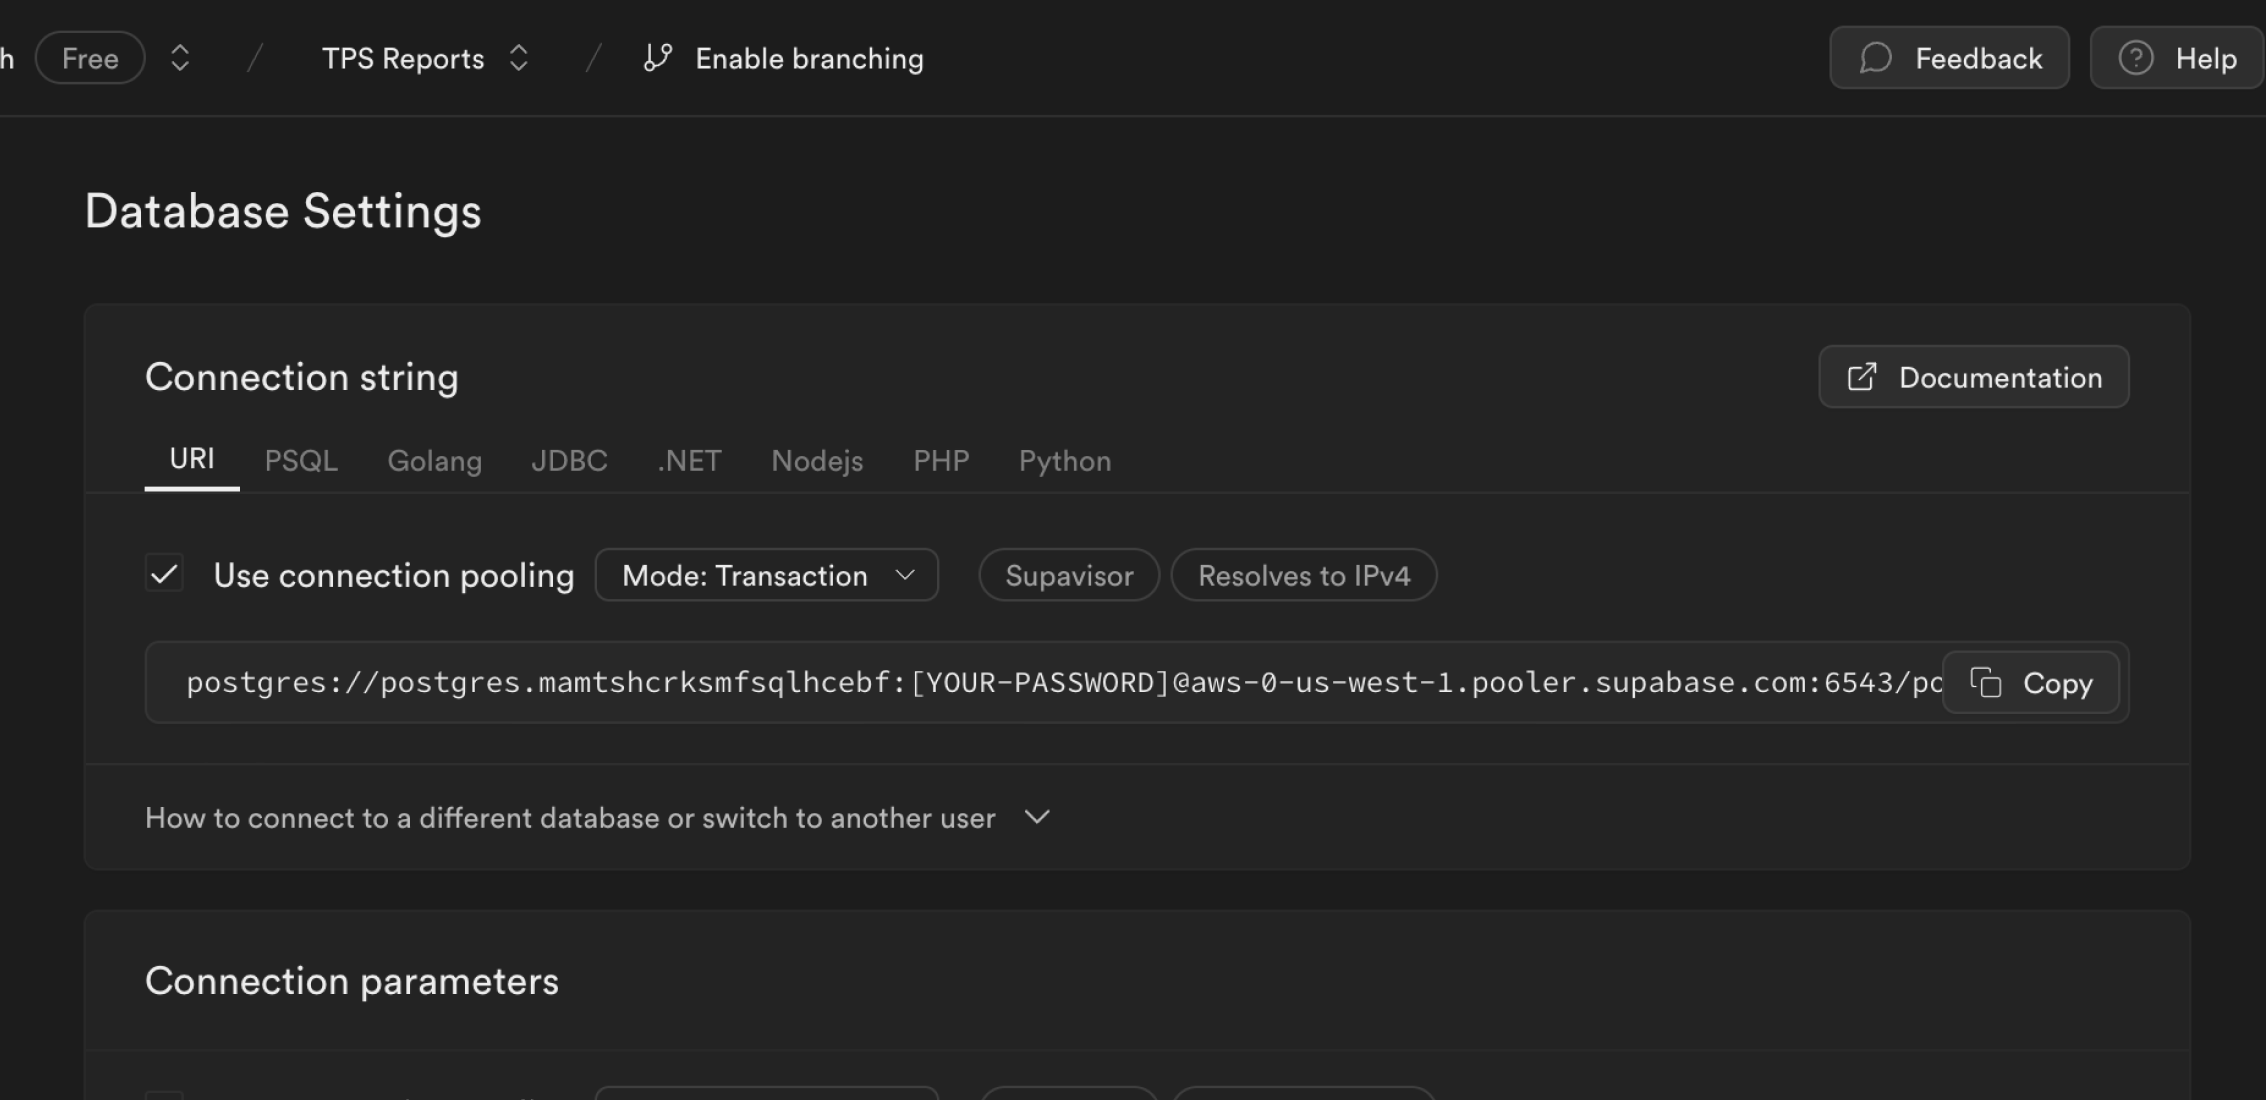 h Free / TPS Reports / Enable branching Feedback Help
Database Settings
Connection string Documentation
URI PSQL Golang JDBC .NET Nodejs PHP Python
Use connection pooling Mode: Transaction Supavisor Resolves to IPv4
postgres://postgres.mamtshcrksmfsqlhcebf:[YOUR-PASSWORD]@aws-0-us-west-1.pooler.supabase.com:6543/po Copy
How to connect to a different database or switch to another user
Connection parameters